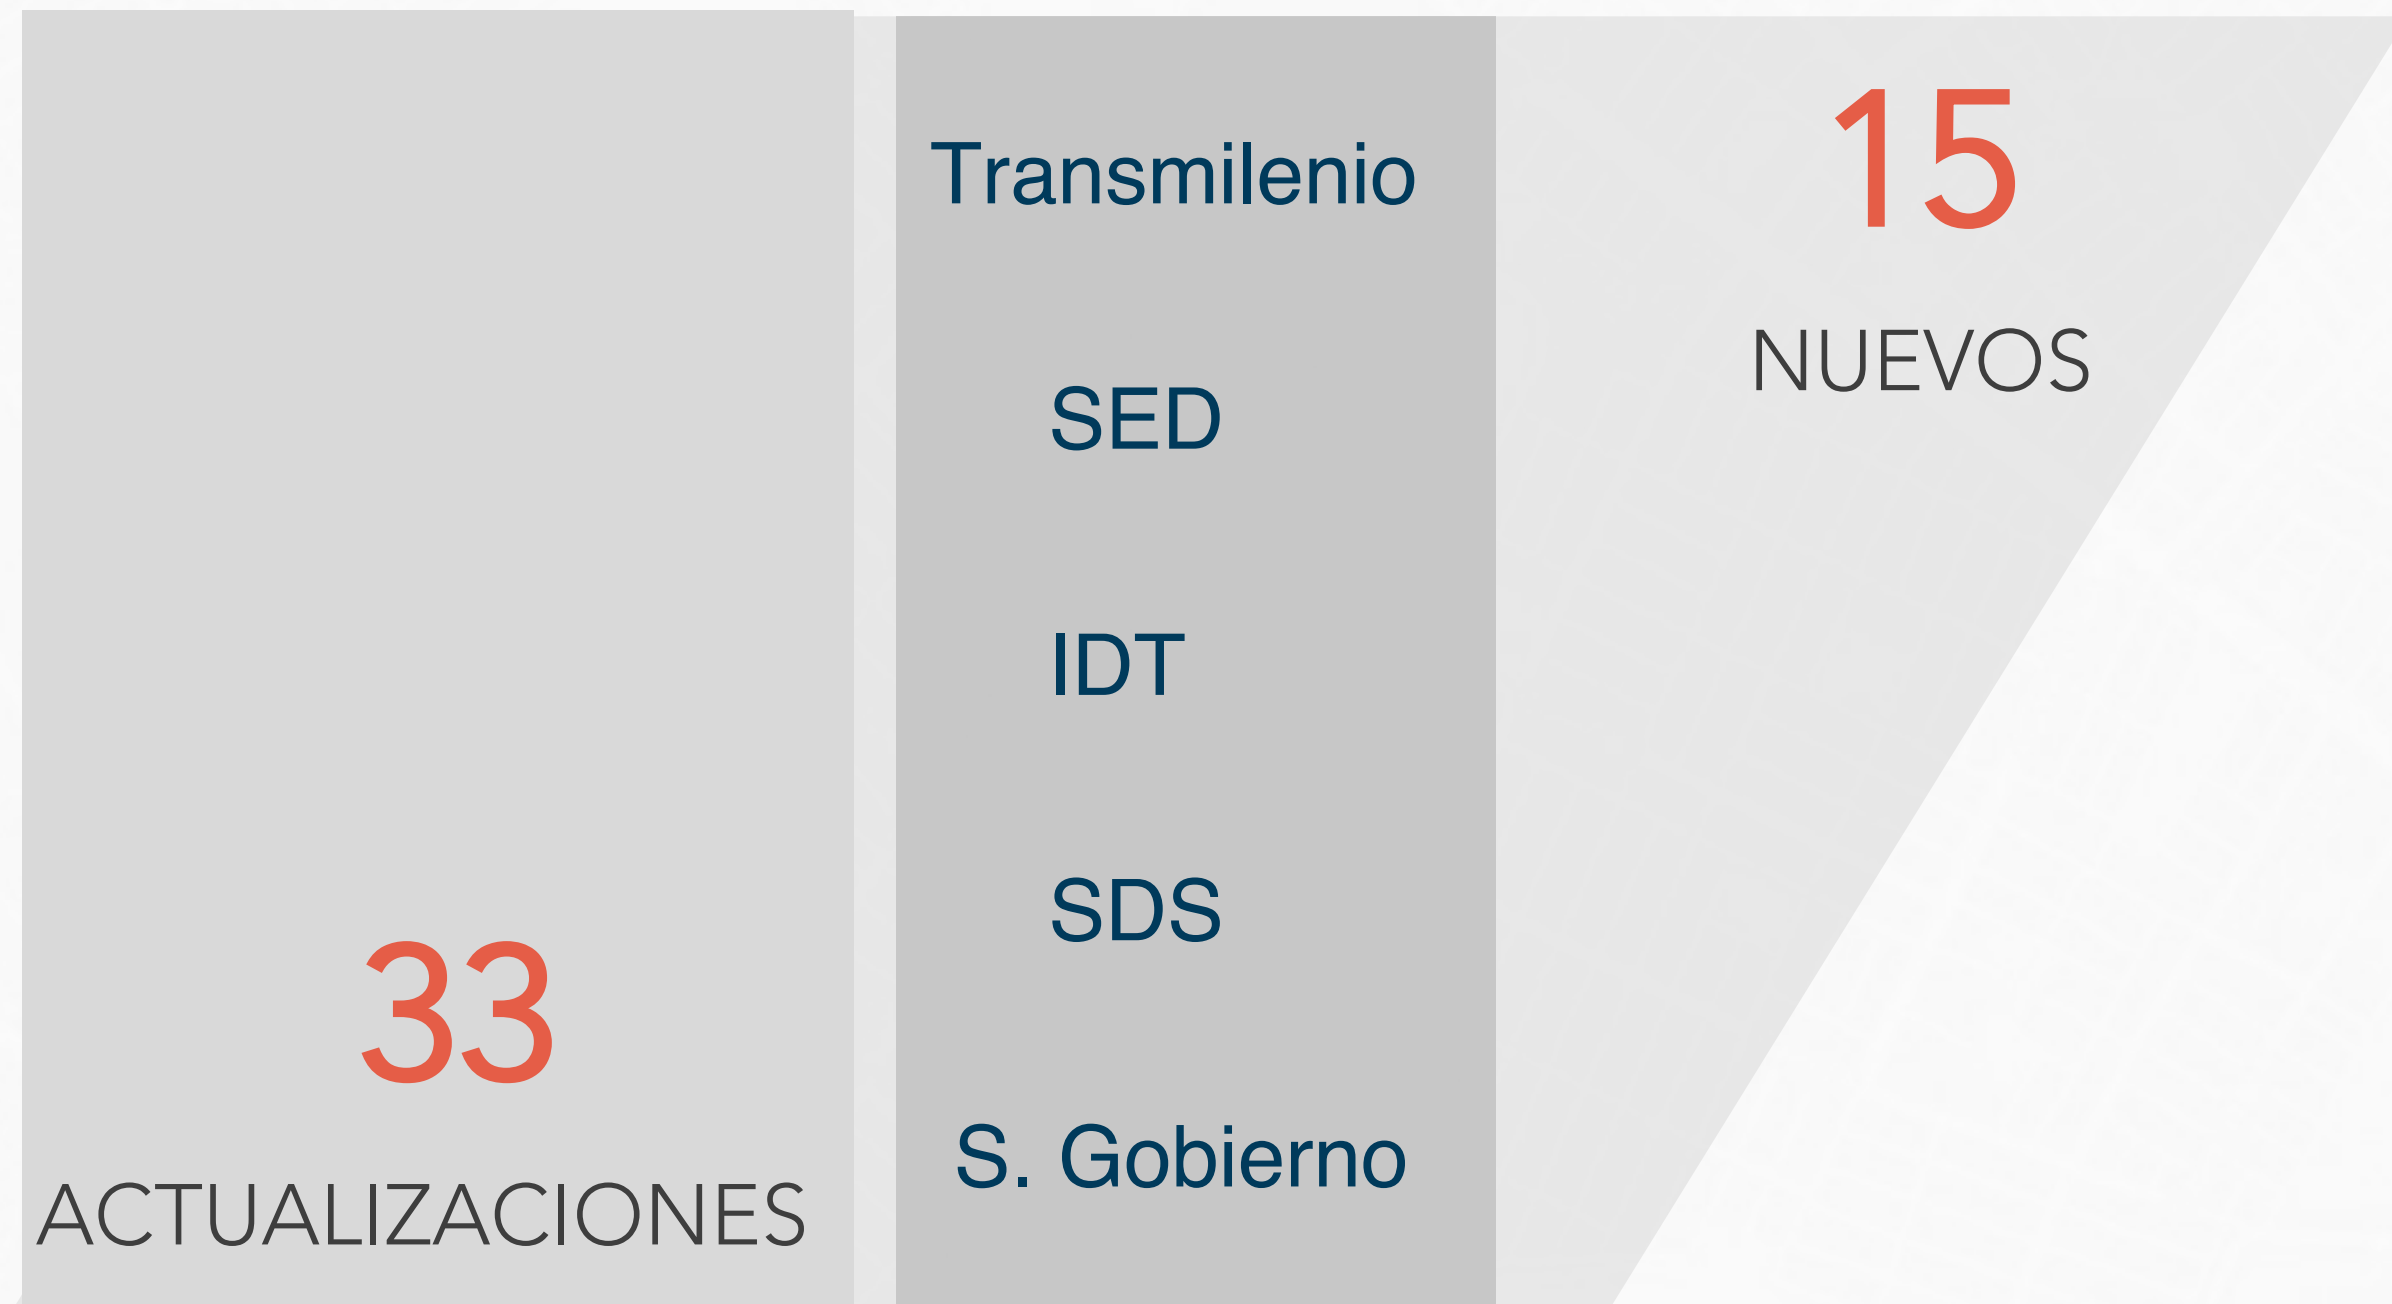 33
ACTUALIZACIONES
Transmilenio
SED
IDT
SDS
S. Gobierno
15
NUEVOS